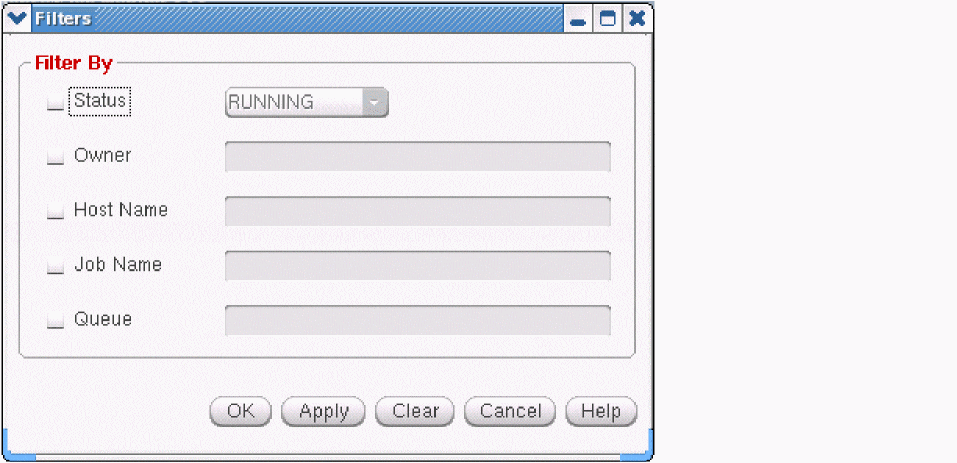 Filters
Filter By
Status RUNNING
Owner
Host Name
Job Name
Queue
OK Apply Clear Cancel Help